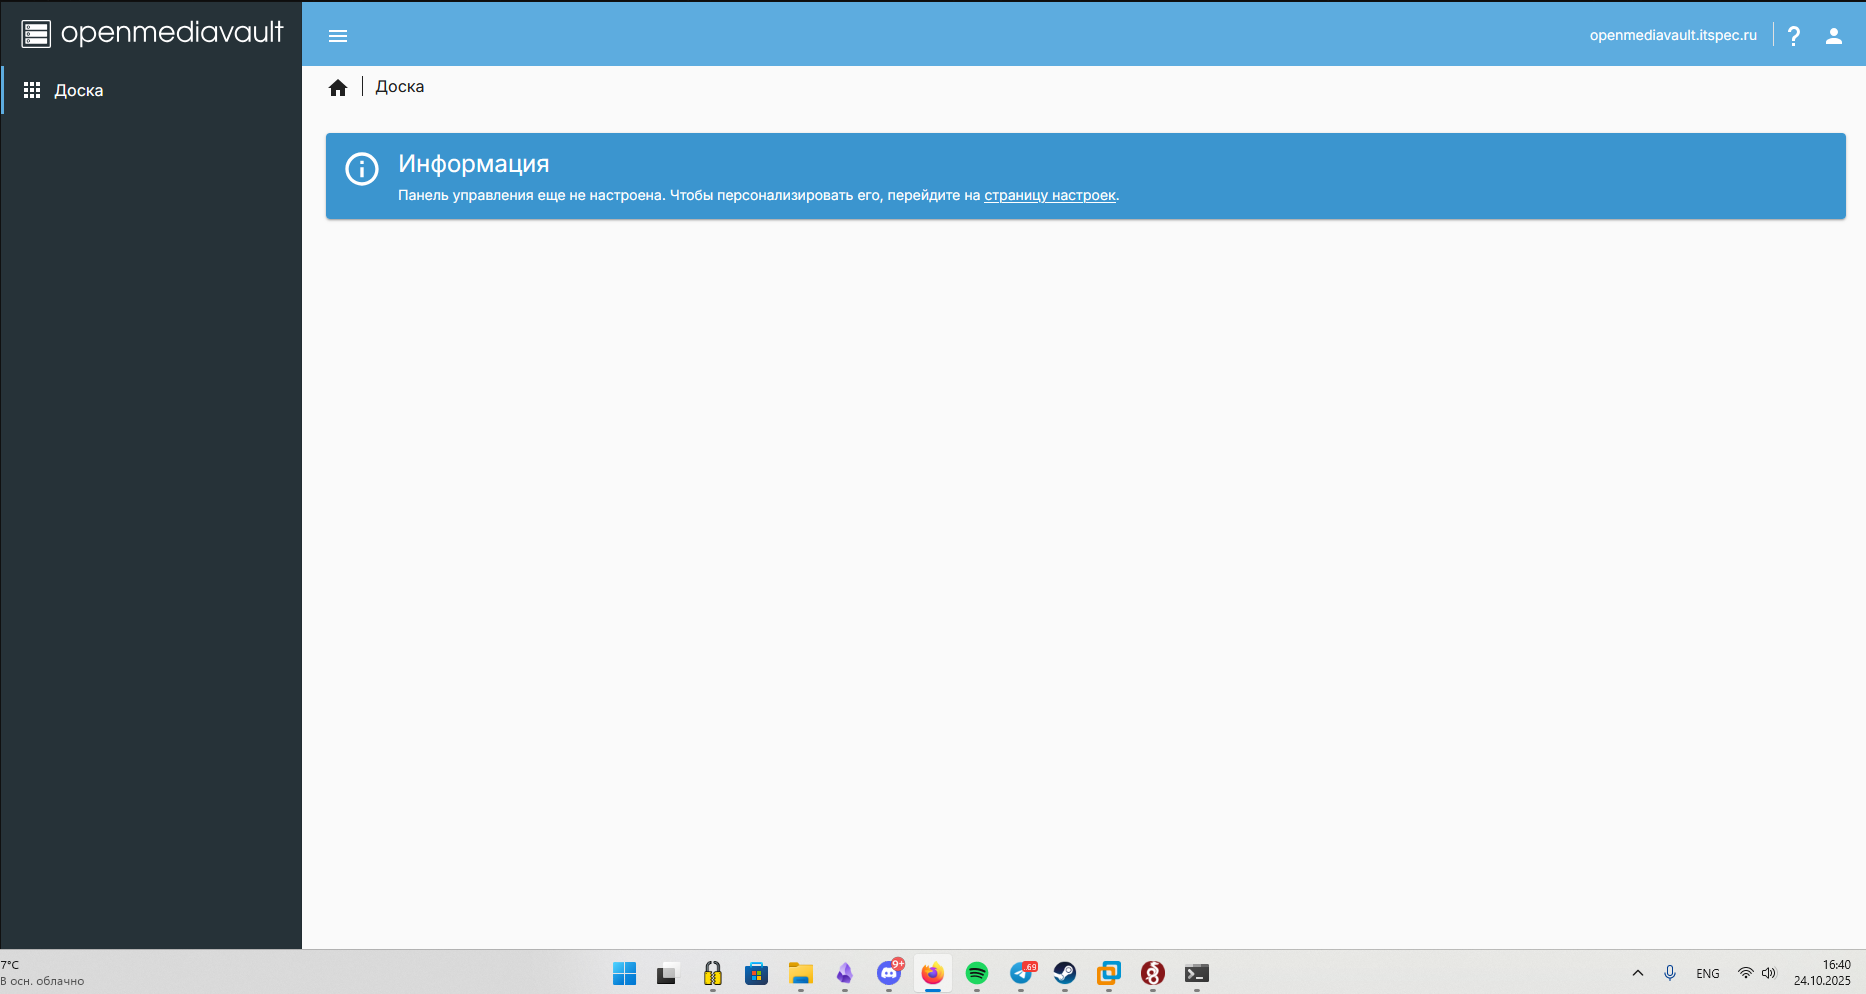 openmediavault
openmediavault.itspec.ru
?
Доска
Доска
Информация
Панель управления еще не настроена. Чтобы персонализировать его, перейдите на страницу настроек.
7°C
В осн. облачно
9+
69
ENG
16:40
24.10.2025